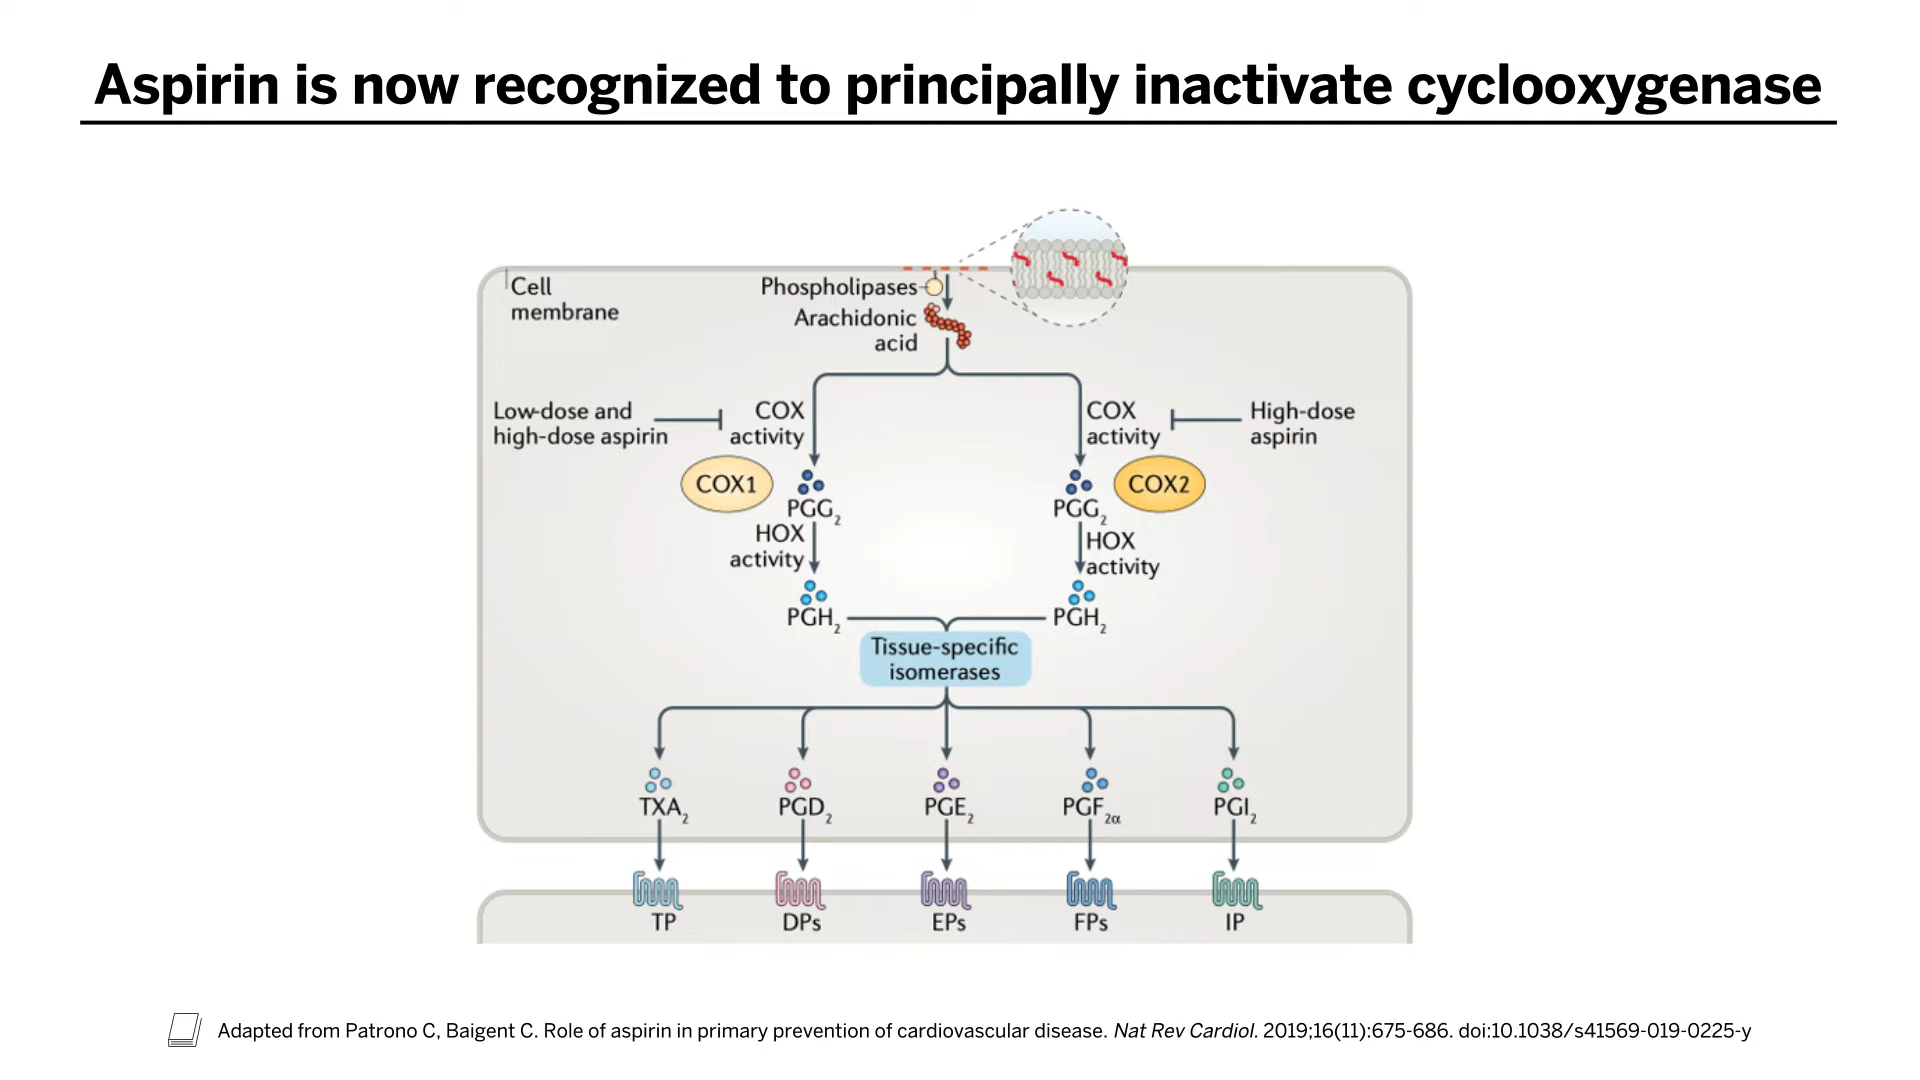 Aspirin is now recognized to principally inactivate cyclooxygenase
Cell
membrane
Phospholipases
Arachidonic
acid
Low-dose and
high-dose aspirin
COX
activity
COX
activity
High-dose
aspirin
COX1
PGG2
PGG2
COX2
HOX
activity
HOX
activity
PGH2
PGH2
Tissue-specific
isomerases
TXA2
PGD2
PGE2
PGF2α
PGI2
TP
DPs
EPs
FPs
IP
Adapted from Patrono C, Baigent C. Role of aspirin in primary prevention of cardiovascular disease. Nat Rev Cardiol. 2019;16(11):675-686. doi:10.1038/s41569-019-0225-y